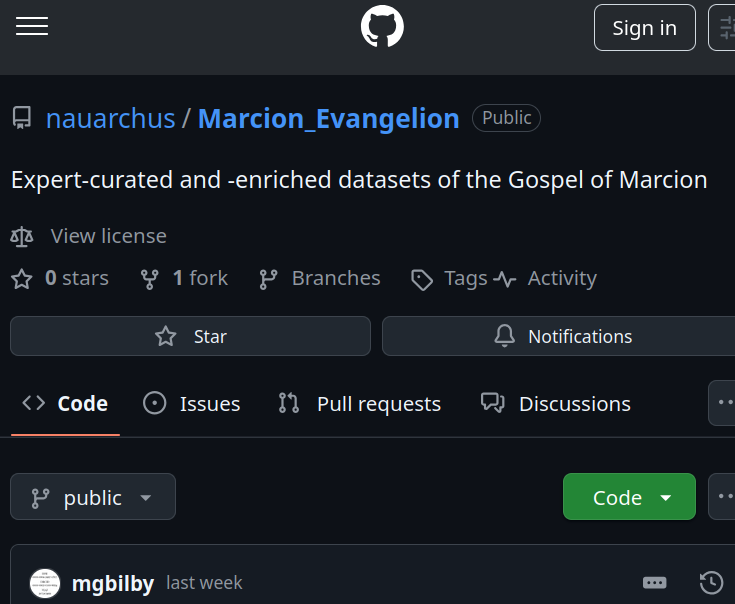 Sign in
nauarchus / Marcion_Evangelion Public
Expert-curated and -enriched datasets of the Gospel of Marcion
View license
0 stars 1 fork Branches Tags Activity
Star Notifications
Code Issues Pull requests Discussions
public Code
mgbilby last week